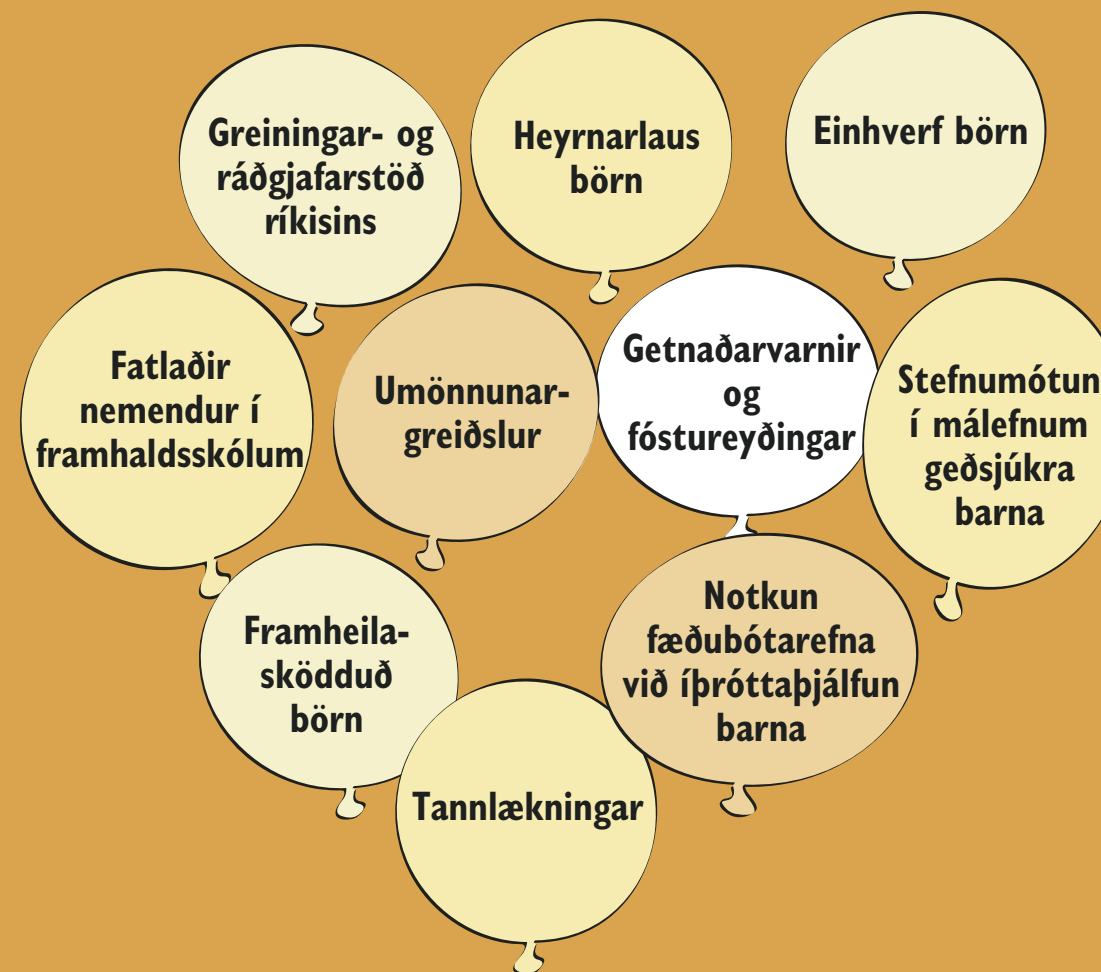 Greiningar- og
ráðgjafarstöð
ríkisins
Heyrnarlaus
börn
Einhverf börn
Fatlaðir
nemendur í
framhaldsskólum
Umönnunar-
greiðslur
Getnaðarvarnir
og
fóstureyðingar
Stefnumótun
í málefnum
geðsjúkra
barna
Framheila-
sködduð
börn
Notkun
fæðubótarefna
við íþróttaþjálfun
barna
Tannlækningar